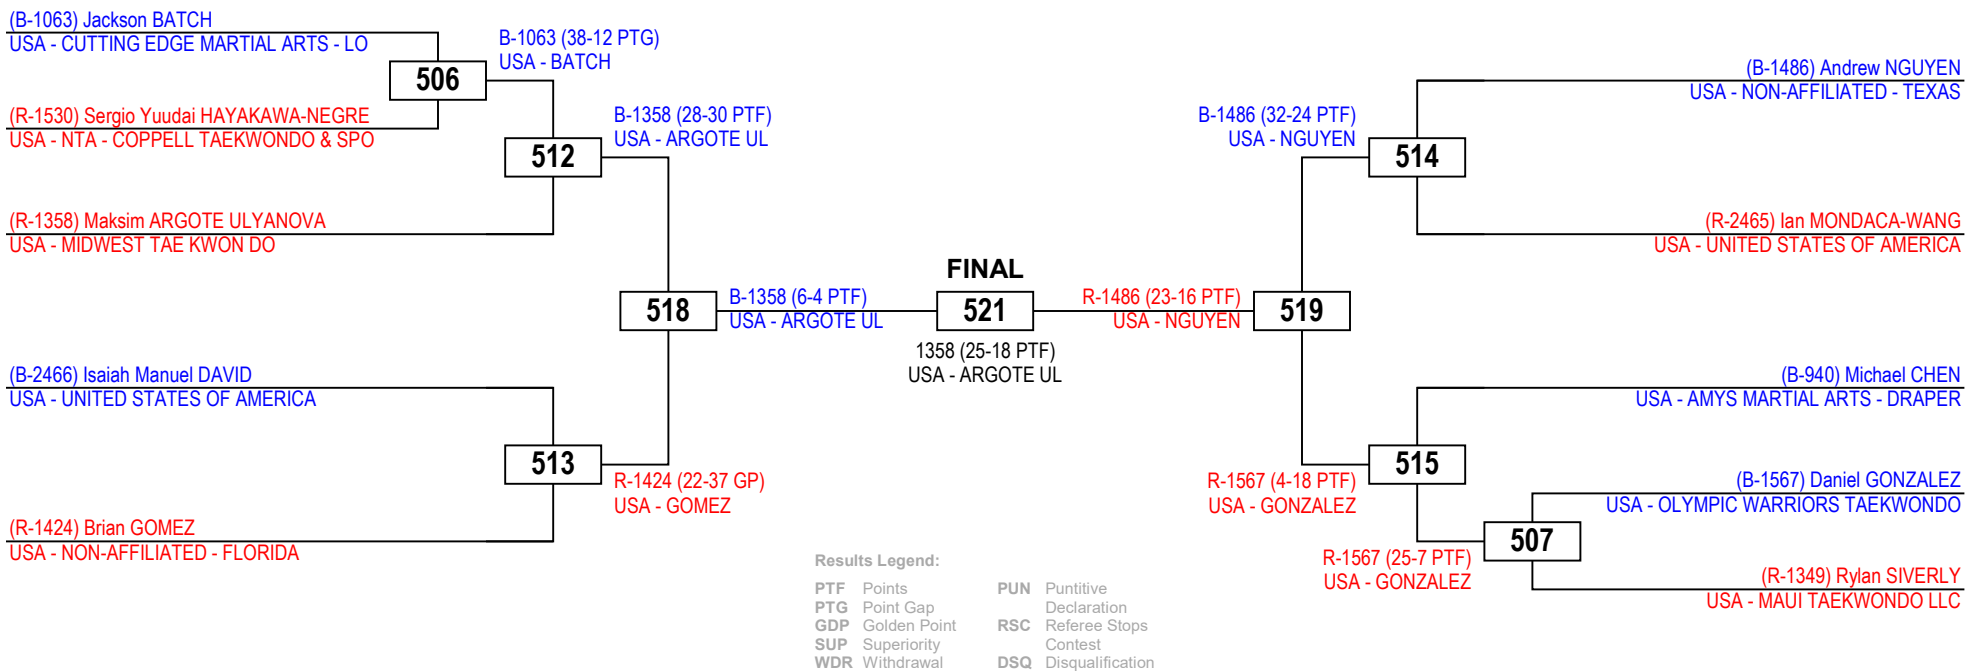 (B-1063) Jackson BATCH
USA - CUTTING EDGE MARTIAL ARTS - LO
506
B-1063 (38-12 PTG)
USA - BATCH
(R-1530) Sergio Yuudai HAYAKAWA-NEGRE
USA - NTA - COPPELL TAEKWONDO & SPO
512
B-1358 (28-30 PTF)
USA - ARGOTE UL
(R-1358) Maksim ARGOTE ULYANOVA
USA - MIDWEST TAE KWON DO
518
B-1358 (6-4 PTF)
USA - ARGOTE UL
(B-2466) Isaiah Manuel DAVID
USA - UNITED STATES OF AMERICA
513
R-1424 (22-37 GP)
USA - GOMEZ
(R-1424) Brian GOMEZ
USA - NON-AFFILIATED - FLORIDA
FINAL
521
1358 (25-18 PTF)
USA - ARGOTE UL
(B-1486) Andrew NGUYEN
USA - NON-AFFILIATED - TEXAS
B-1486 (32-24 PTF)
USA - NGUYEN
514
(R-2465) Ian MONDACA-WANG
USA - UNITED STATES OF AMERICA
R-1486 (23-16 PTF)
USA - NGUYEN
519
(B-940) Michael CHEN
USA - AMYS MARTIAL ARTS - DRAPER
515
R-1567 (4-18 PTF)
USA - GONZALEZ
(B-1567) Daniel GONZALEZ
USA - OLYMPIC WARRIORS TAEKWONDO
507
R-1567 (25-7 PTF)
USA - GONZALEZ
(R-1349) Rylan SIVERLY
USA - MAUI TAEKWONDO LLC
Results Legend:
PTF Points
PTG Point Gap
GDP Golden Point
SUP Superiority
WDR Withdrawal
PUN Puntitive
Declaration
RSC Referee Stops
Contest
DSQ Disqualification